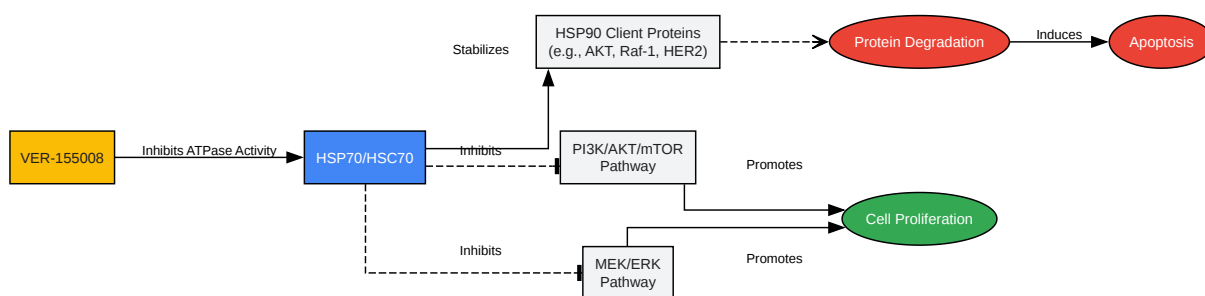 HSP90 Client Proteins
(e.g., AKT, Raf-1, HER2)
Stabilizes
Protein Degradation
Induces
Apoptosis
VER-155008
Inhibits ATPase Activity
HSP70/HSC70
Inhibits
PI3K/AKT/mTOR
Pathway
Promotes
Cell Proliferation
Inhibits
MEK/ERK
Pathway
Promotes